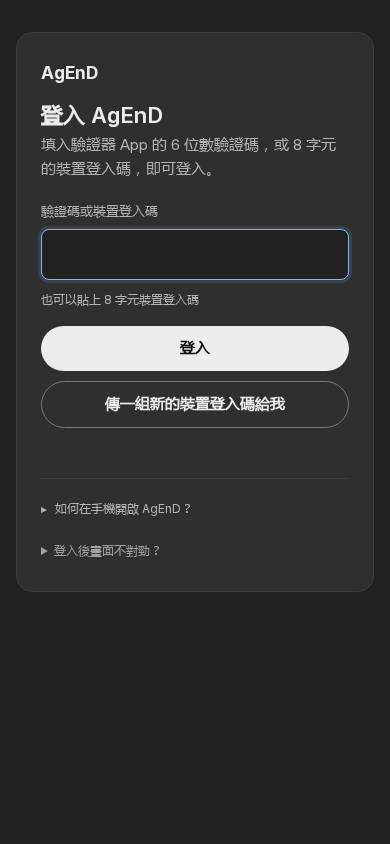 AgEnD
登入 AgEnD
填入驗證器 App 的 6 位數驗證碼，或 8 字元
的裝置登入碼，即可登入。
驗證碼或裝置登入碼
也可以貼上 8 字元裝置登入碼
登入
傳一組新的裝置登入碼給我
▸ 如何在手機開啟 AgEnD？
▶ 登入後畫面不對勁？